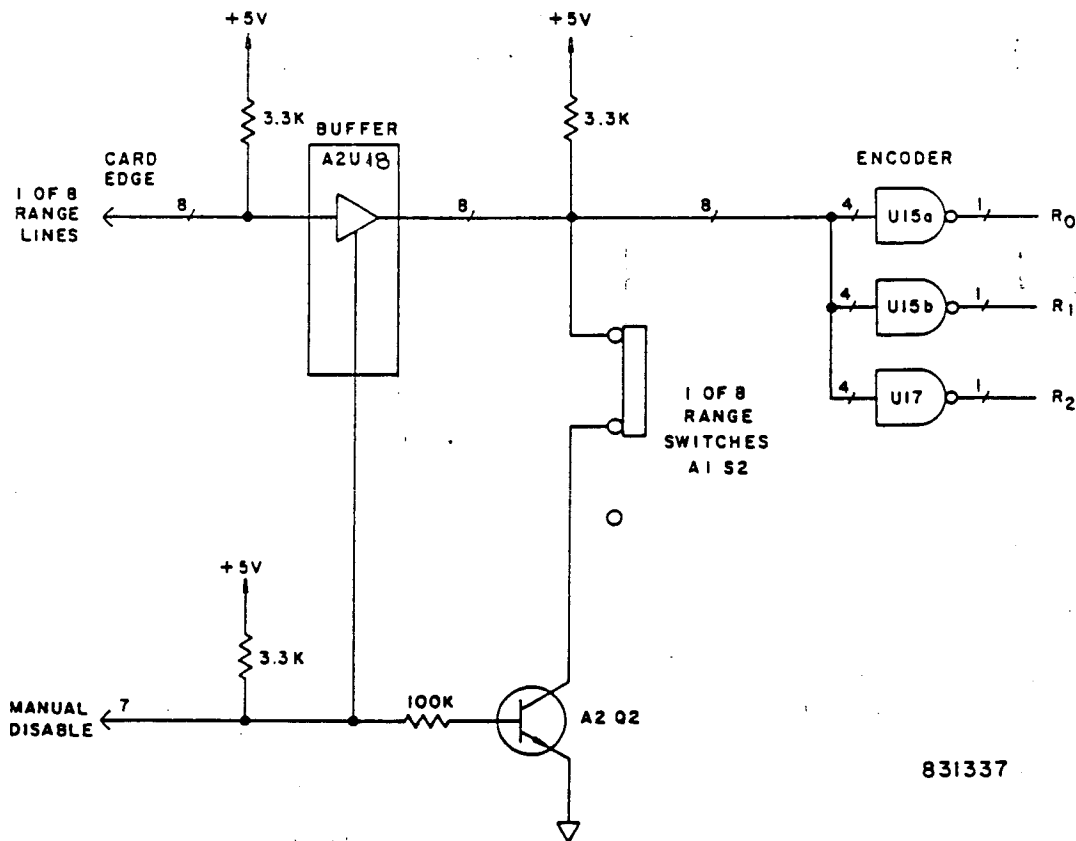 +5V
+5V
3.3K
3.3K
BUFFER
A2U18
CARD
EDGE
ENCODER
1 OF 8
RANGE
LINES
8
8
8
4
U15a
1
R0
4
U15b
1
R1
4
U17
1
R2
1 OF 8
RANGE
SWITCHES
A1 S2
+5V
3.3K
MANUAL
DISABLE
7
100K
A2 Q2
831337